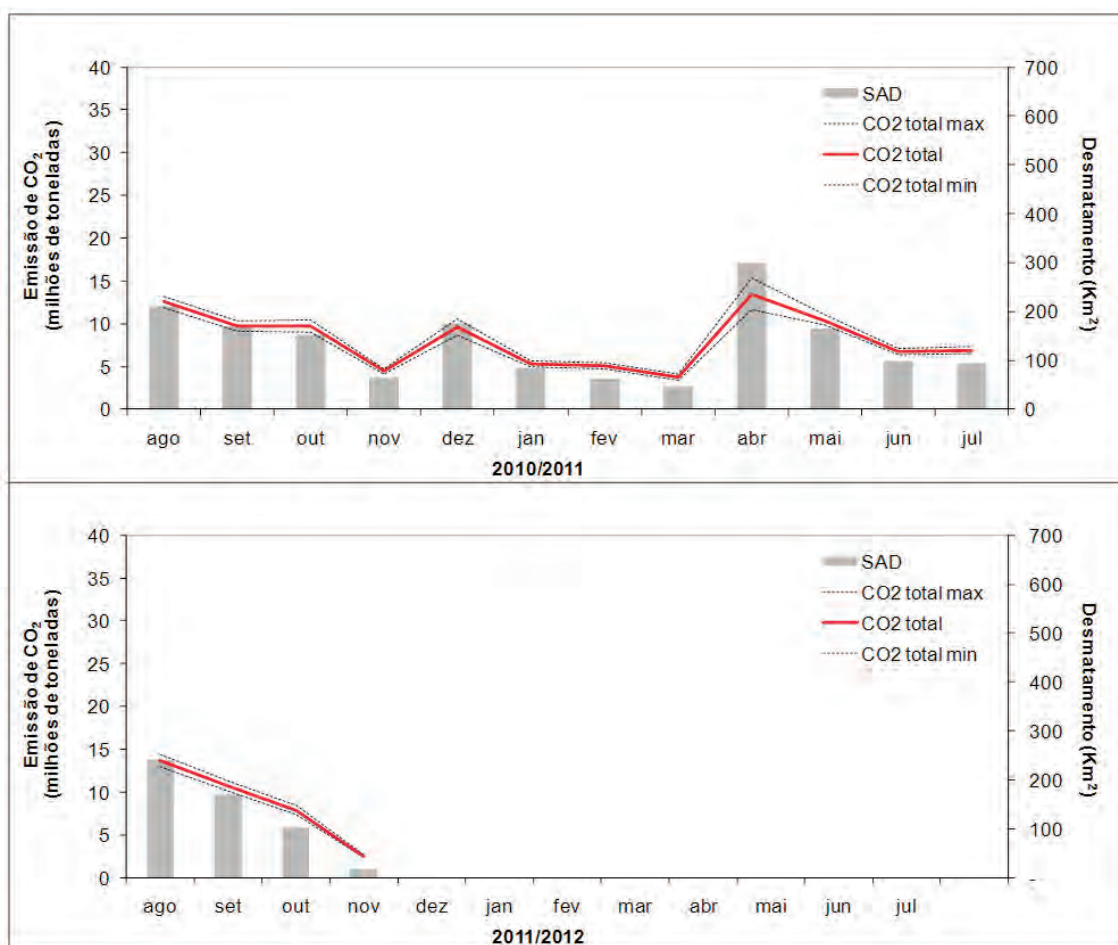 Emissão de CO2
(milhões de toneladas)
40
35
30
25
20
15
10
5
0
700
600
500
400
300
200
100
0
Desmatamento (Km²)
SAD
CO2 total max
CO2 total
CO2 total min
ago set out nov dez jan fev mar abr mai jun jul
2010/2011
Emissão de CO2
(milhões de toneladas)
40
35
30
25
20
15
10
5
0
700
600
500
400
300
200
100
-
Desmatamento (Km²)
SAD
CO2 total max
CO2 total
CO2 total min
ago set out nov dez jan fev mar abr mai jun jul
2011/2012